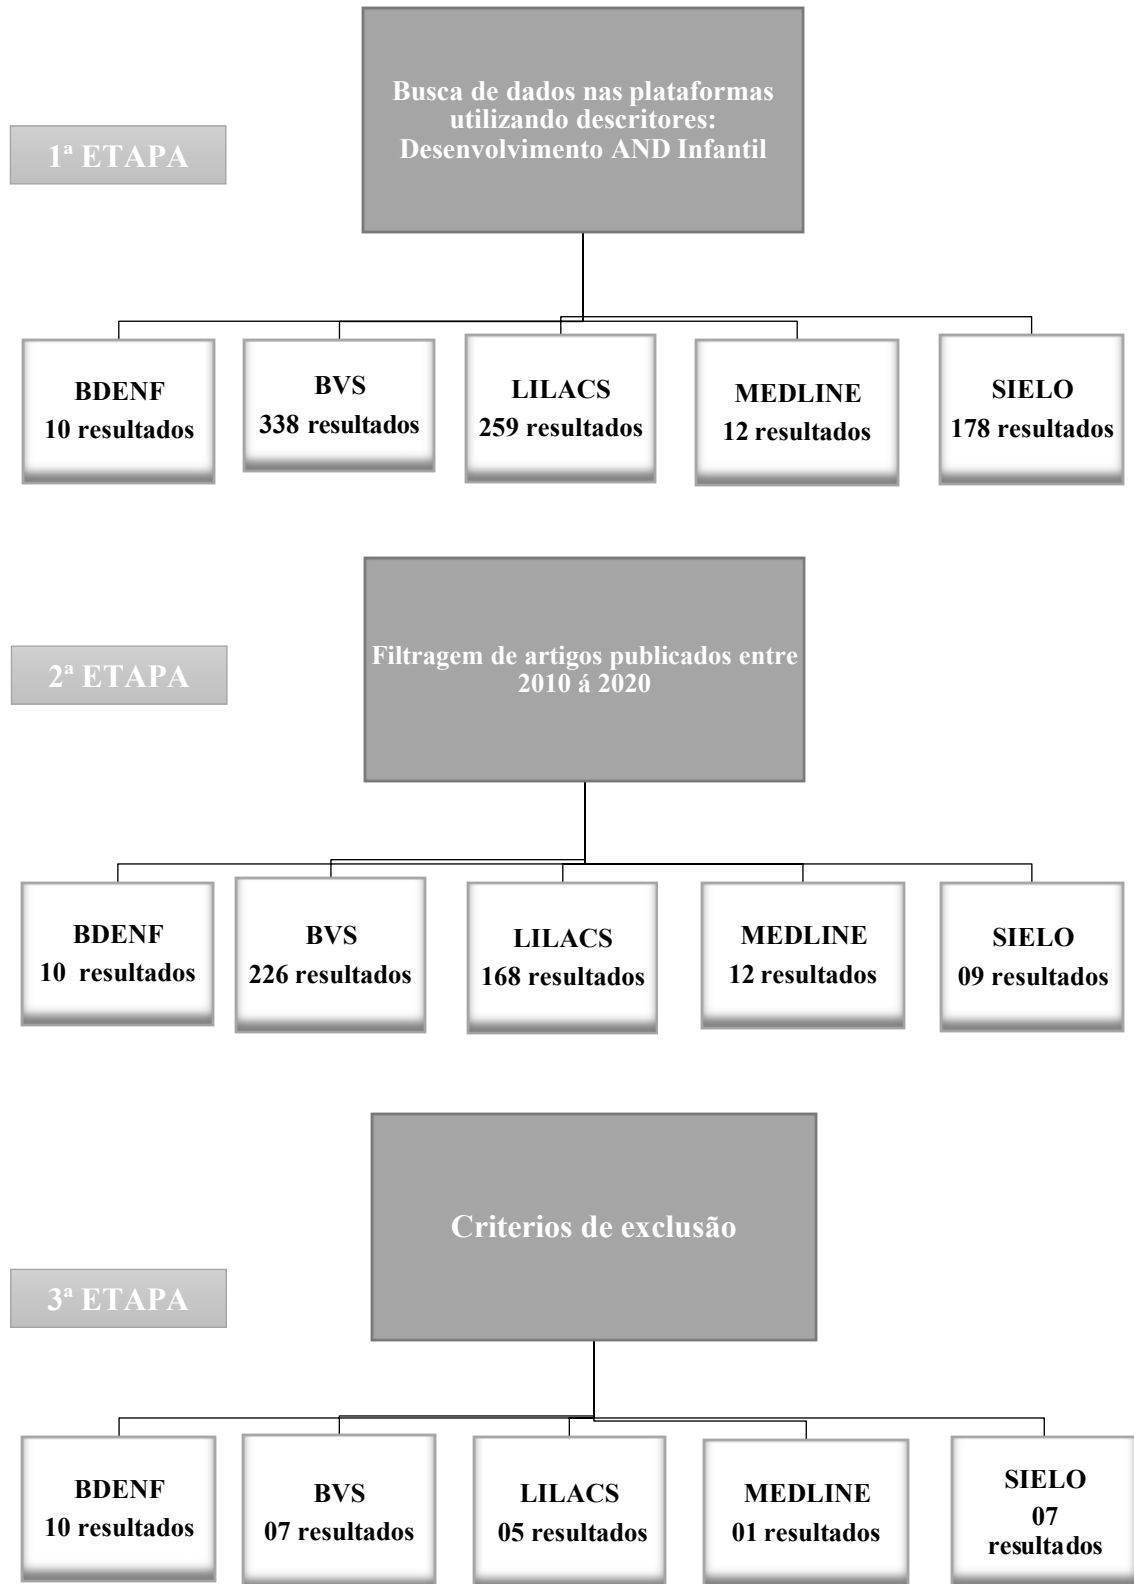 Busca de dados nas plataformas
utilizando descritores:
Desenvolvimento AND Infantil
1ª ETAPA
BDENF
10 resultados
BVS
338 resultados
LILACS
259 resultados
MEDLINE
12 resultados
SIELO
178 resultados
Filtragem de artigos publicados entre
2010 á 2020
2ª ETAPA
BDENF
10 resultados
BVS
226 resultados
LILACS
168 resultados
MEDLINE
12 resultados
SIELO
09 resultados
Criterios de exclusão
3ª ETAPA
BDENF
10 resultados
BVS
07 resultados
LILACS
05 resultados
MEDLINE
01 resultados
SIELO
07
resultados